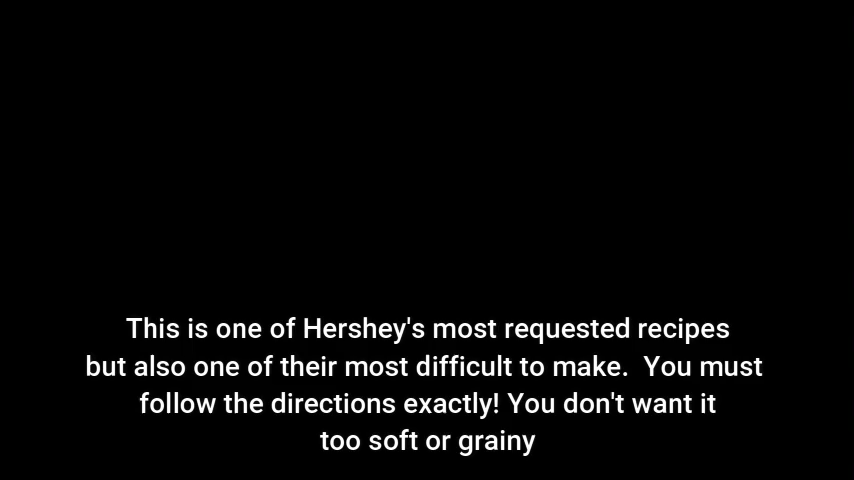 This is one of Hershey's most requested recipes
but also one of their most difficult to make.  You must
follow the directions exactly! You don't want it
too soft or grainy